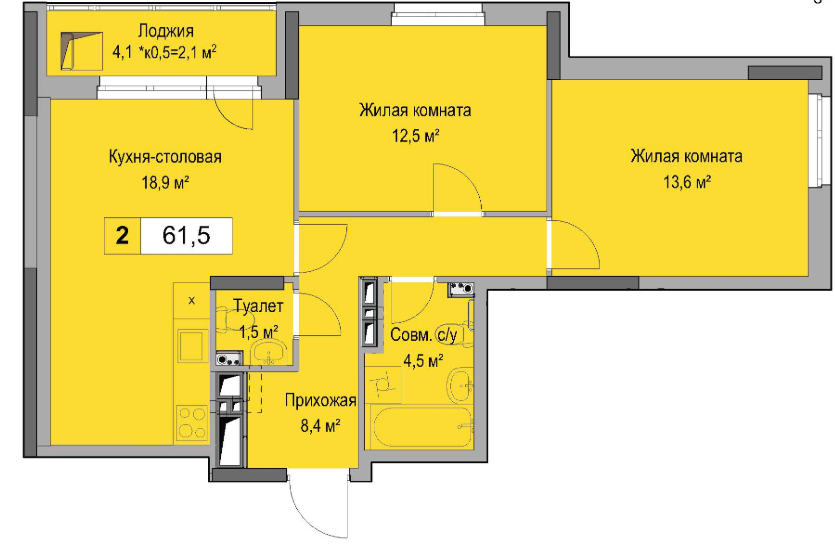 Лоджия
4,1 *к0,5=2,1 м²
Жилая комната
12,5 м²
Кухня-столовая
18,9 м²
Жилая комната
13,6 м²
2 61,5
x
Туалет
1,5 м²
Совм. с/у
4,5 м²
Прихожая
8,4 м²